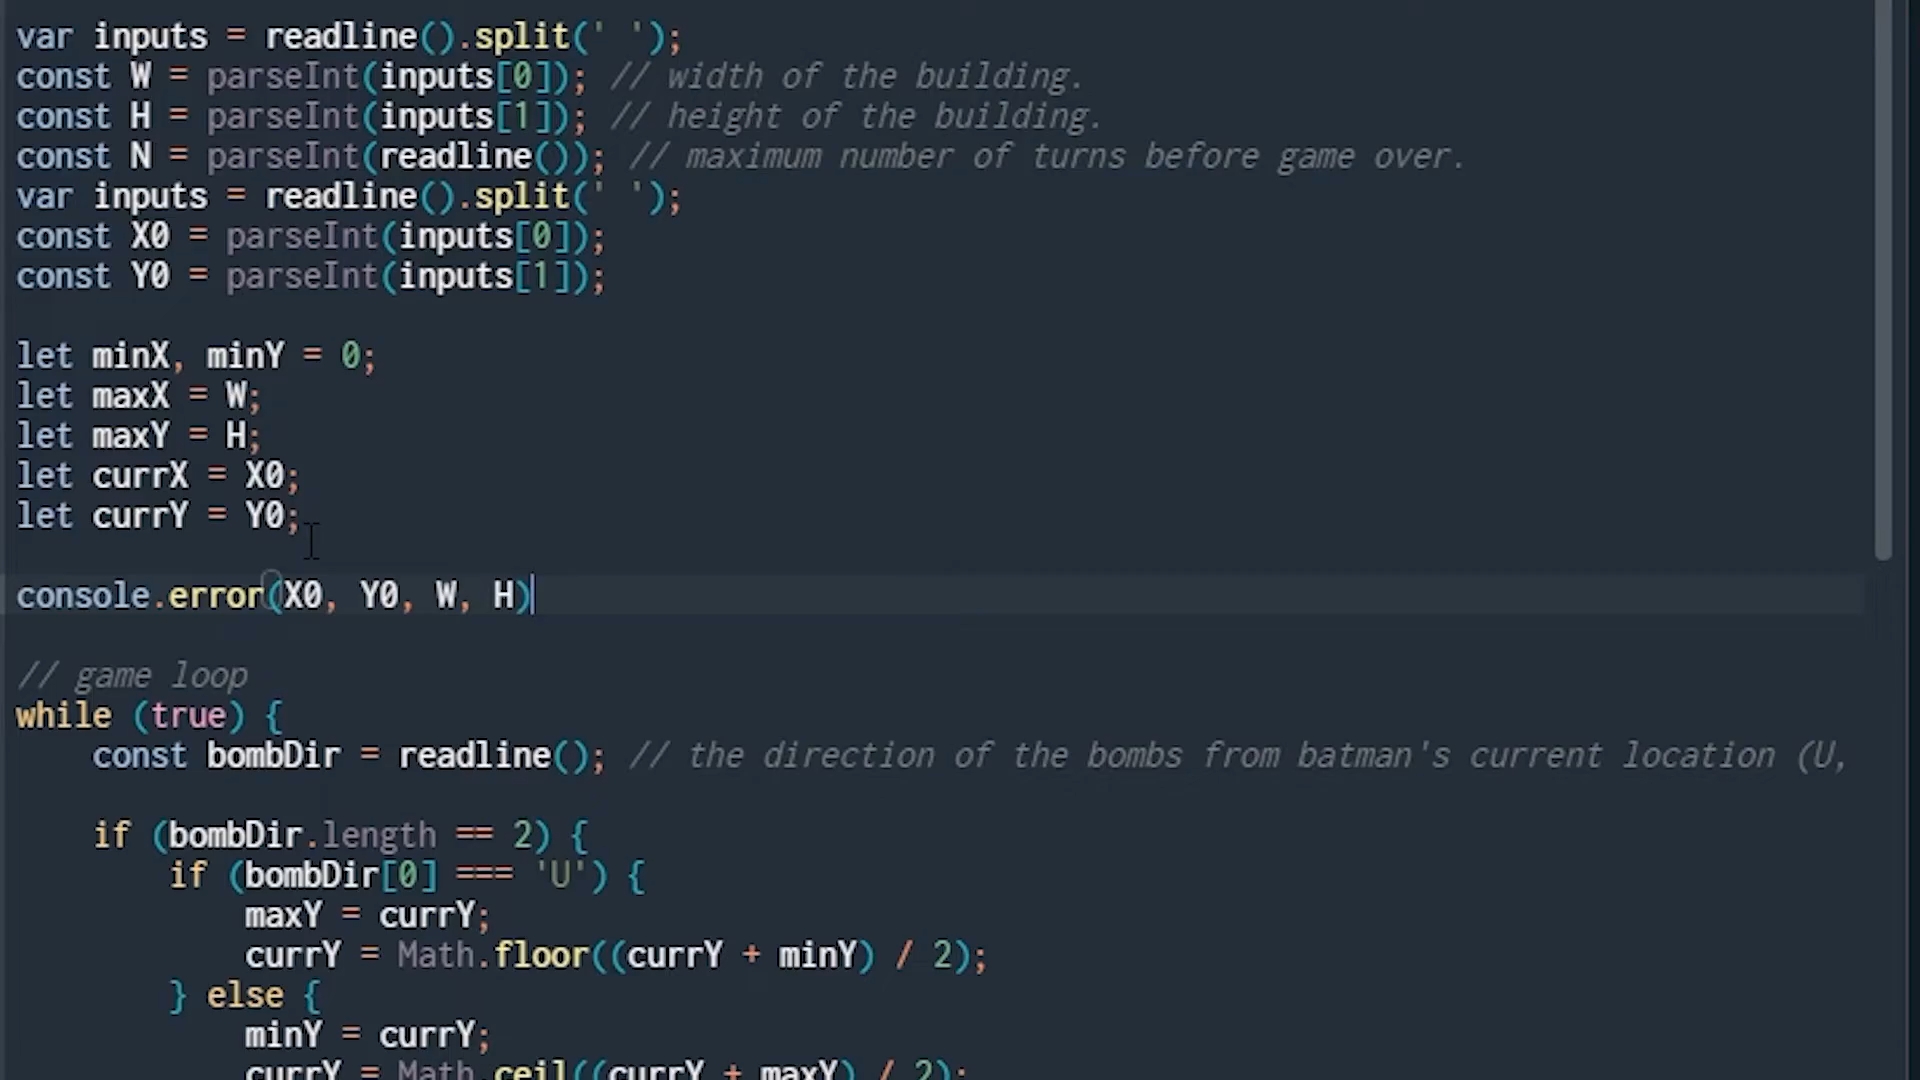 var inputs = readline().split(' ');
const W = parseInt(inputs[0]); // width of the building.
const H = parseInt(inputs[1]); // height of the building.
const N = parseInt(readline()); // maximum number of turns before game over.
var inputs = readline().split(' ');
const X0 = parseInt(inputs[0]);
const Y0 = parseInt(inputs[1]);
let minX, minY = 0;
let maxX = W;
let maxY = H;
let currX = X0;
let currY = Y0;
console.error(X0, Y0, W, H)
// game loop
while (true) {
    const bombDir = readline(); // the direction of the bombs from batman's current location (U,
    if (bombDir.length == 2) {
        if (bombDir[0] === 'U') {
            maxY = currY;
            currY = Math.floor((currY + minY) / 2);
        } else {
            minY = currY;
            currY = Math.ceil((currY + maxY) / 2);